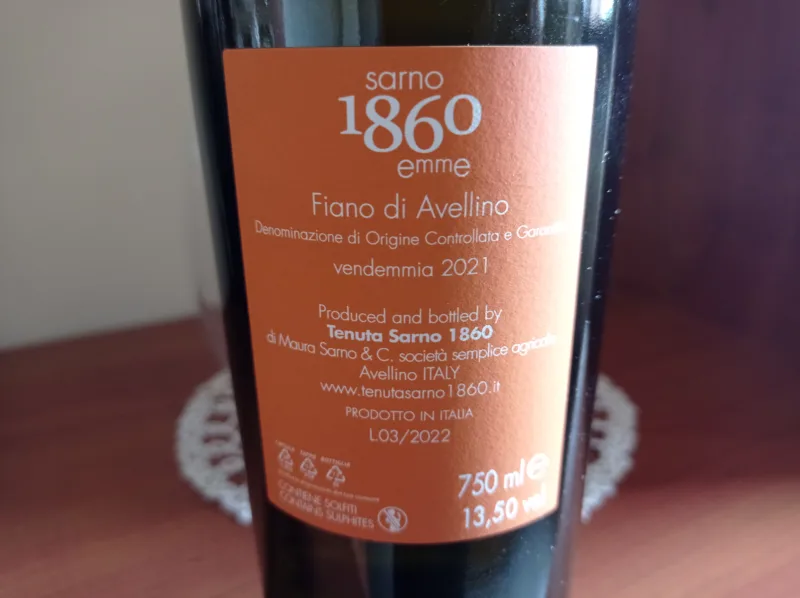 sarno
1860
emme
Fiano di Avellino
Denominazione di Origine Controllata e
vendemmia 2021
Produced and bottled by
Tenuta Sarno 1860
di Maura Sarno & C. società semplice agricola
Avellino ITALY
www.tenutasarno1860.it
PRODOTTO IN ITALIA
L03/2022
750 ml e
CONTIENE SOLFITI
CONTAINS SULPHITES
13,50 vol